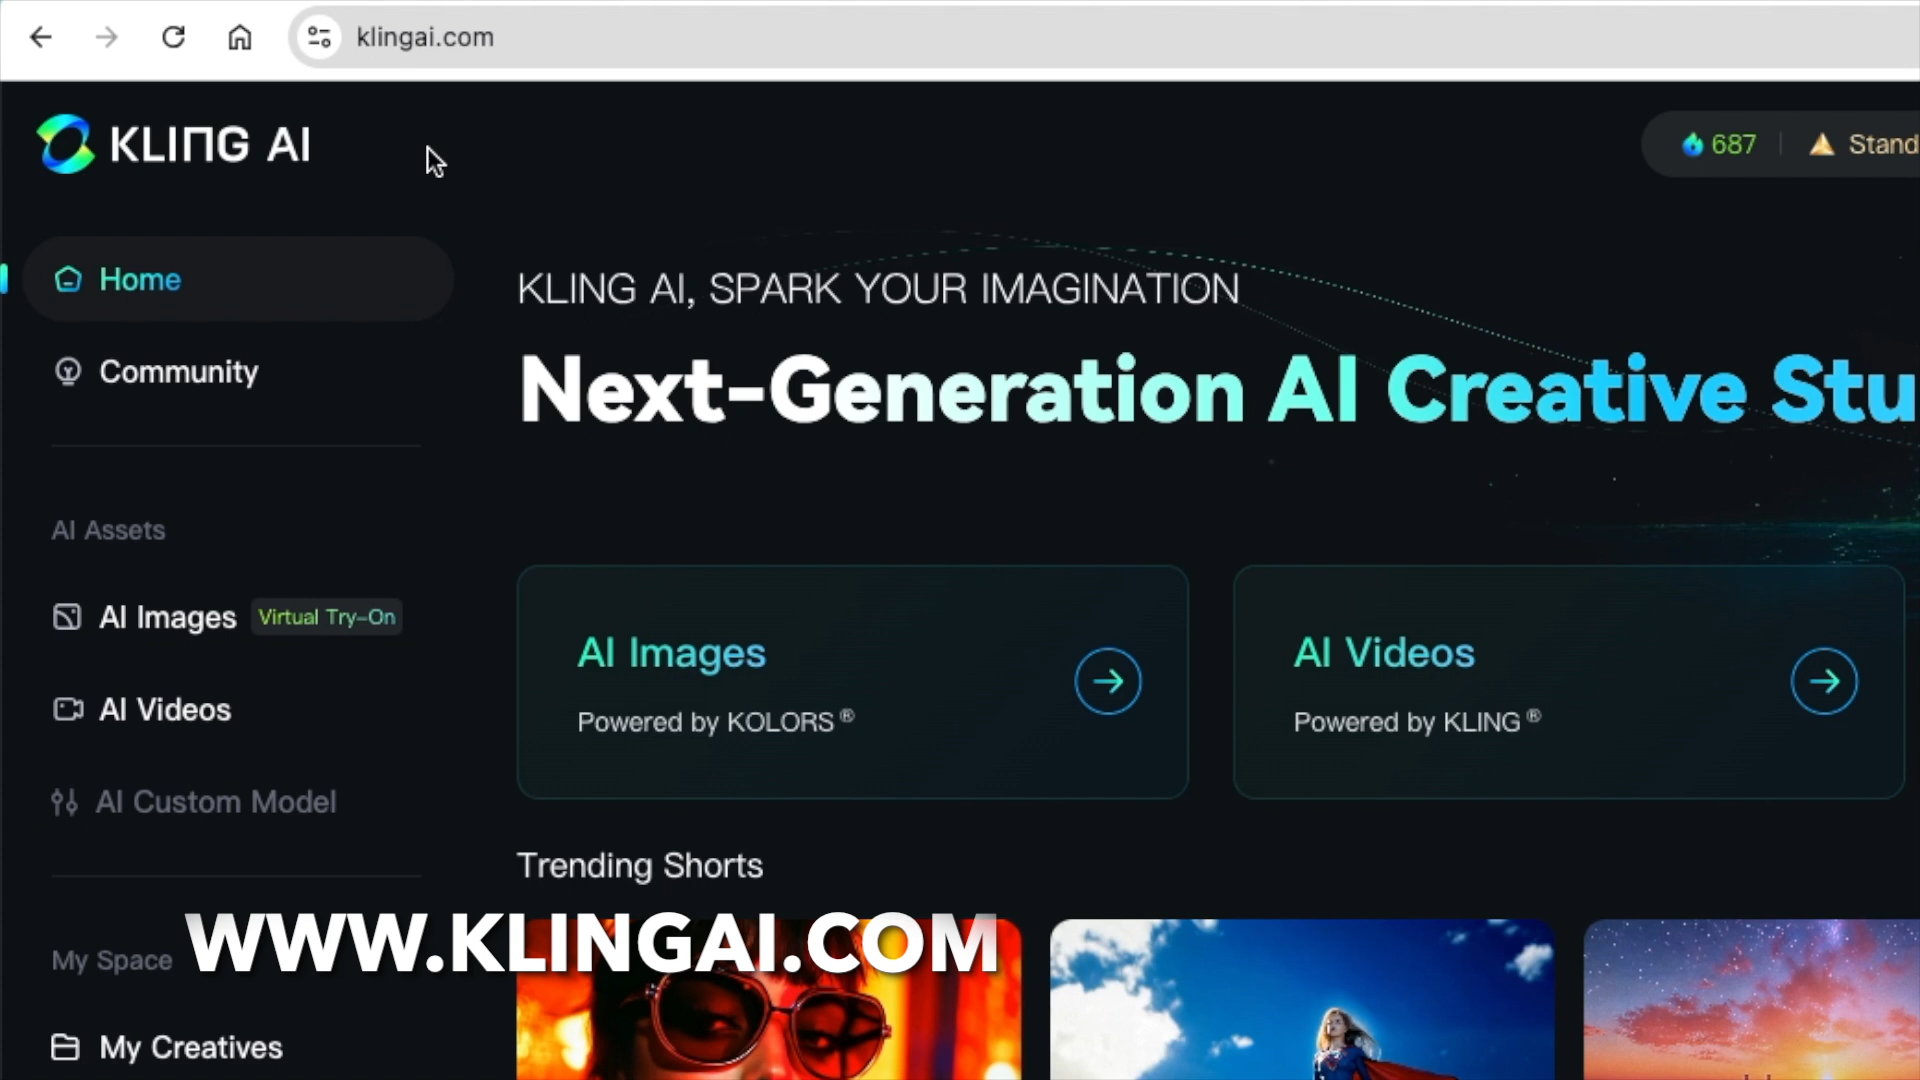 klingai.com
KLING AI
687
Stand
Home
Community
KLING AI, SPARK YOUR IMAGINATION
Next-Generation AI Creative Stu
AI Assets
AI Images Virtual Try-On
AI Videos
AI Custom Model
AI Images
Powered by KOLORS®
AI Videos
Powered by KLING®
Trending Shorts
My Space
WWW.KLINGAI.COM
My Creatives